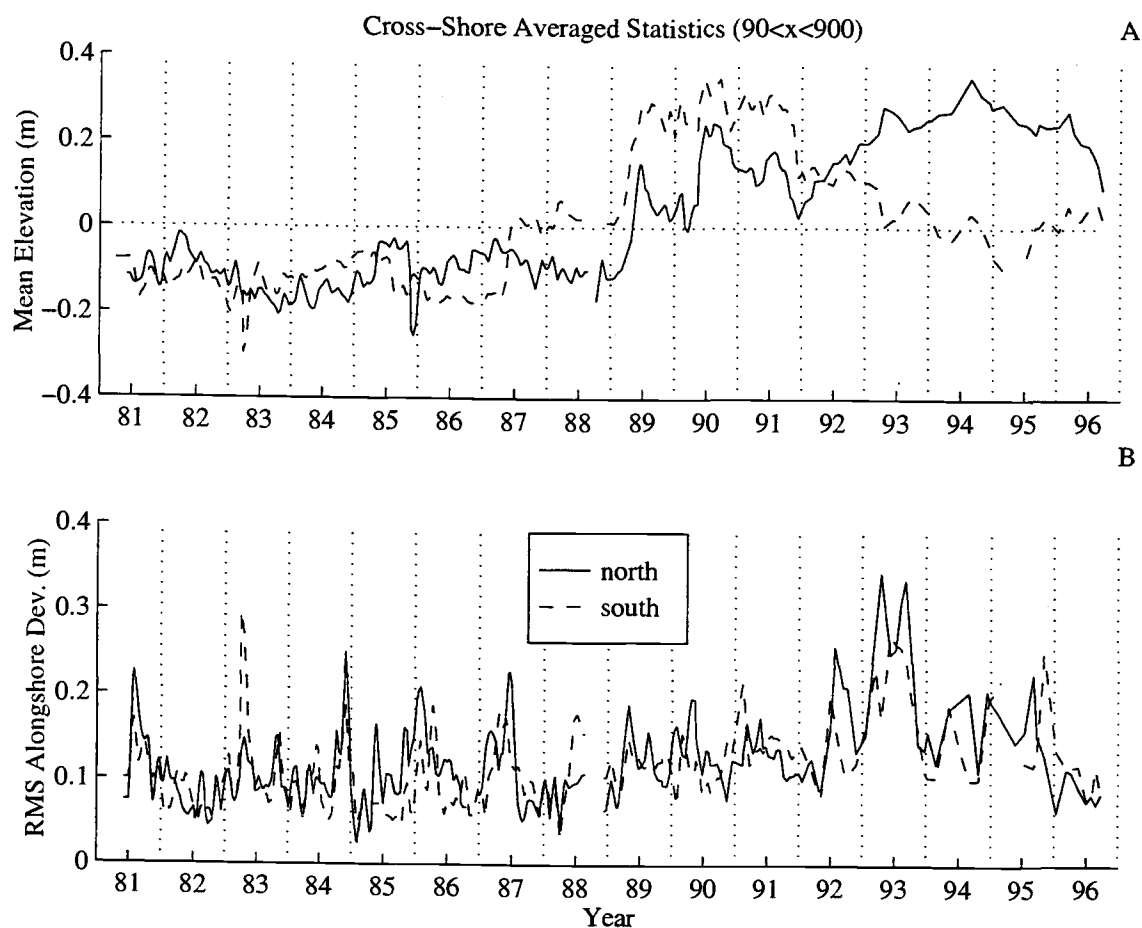 Cross-Shore Averaged Statistics (90<x<900)
A
Mean Elevation (m)
0.4
0.2
0
-0.2
-0.4
81 82 83 84 85 86 87 88 89 90 91 92 93 94 95 96
B
RMS Alongshore Dev. (m)
0.4
0.3
0.2
0.1
0
north
south
81 82 83 84 85 86 87 88 89 90 91 92 93 94 95 96
Year